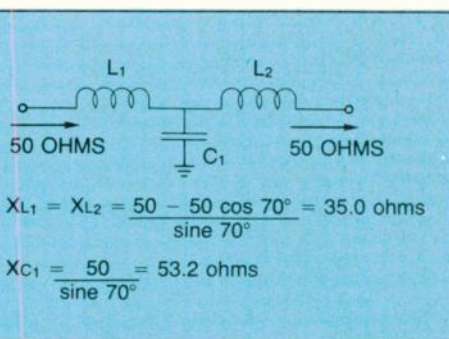 L1 L2
50 OHMS C1 50 OHMS
XL1 = XL2 = 50 − 50 cos 70° = 35.0 ohms
sine 70°
XC1 = 50 = 53.2 ohms
sine 70°